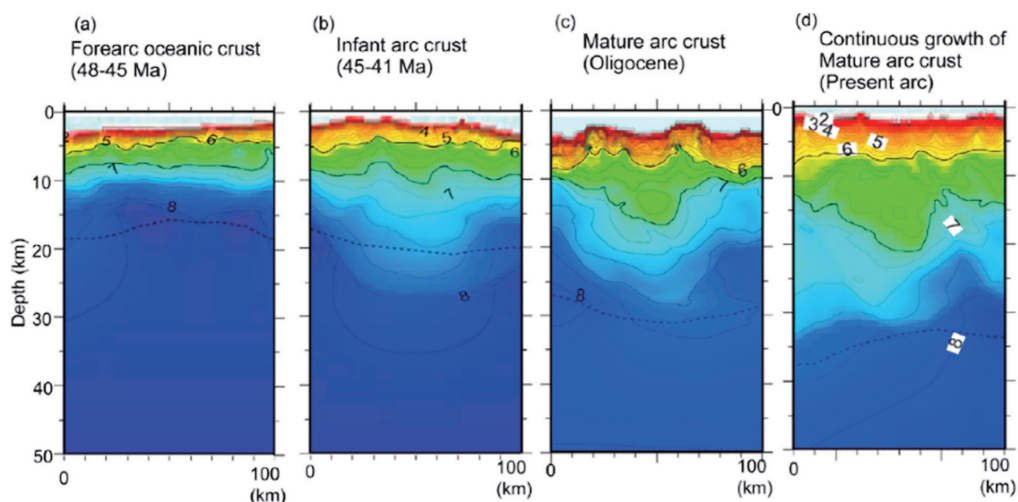 (a)
Forearc oceanic crust
(48-45 Ma)
(b)
Infant arc crust
(45-41 Ma)
(c)
Mature arc crust
(Oligocene)
(d)
Continuous growth of
Mature arc crust
(Present arc)
Depth (km)
0
10
20
30
40
50
5
6
7
8
0
100
(km)
4
5
6
7
8
0
100
(km)
6
7
8
0
100
(km)
0
2
3
4
5
6
7
8
0
100
(km)